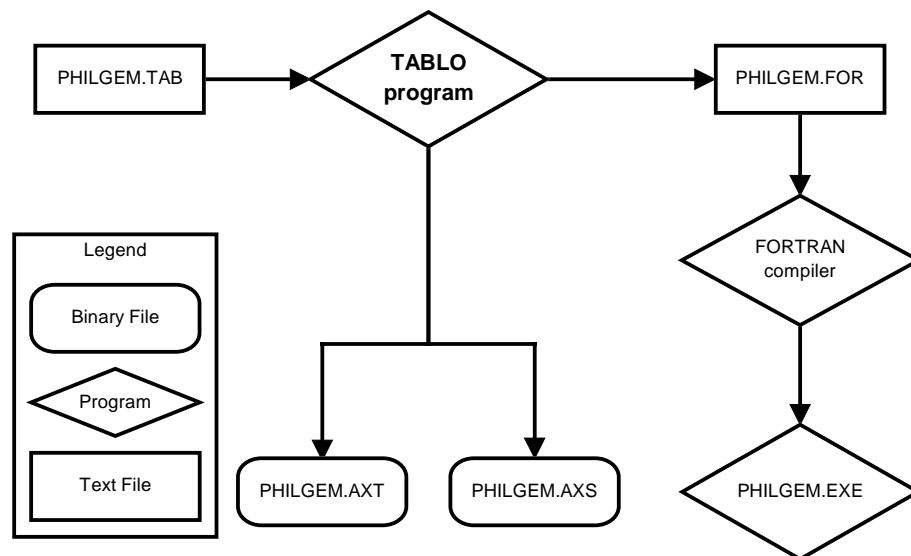 PHILGEM.TAB
TABLO
program
PHILGEM.FOR
FORTRAN
compiler
Legend
Binary File
Program
Text File
PHILGEM.AXT
PHILGEM.AXS
PHILGEM.EXE